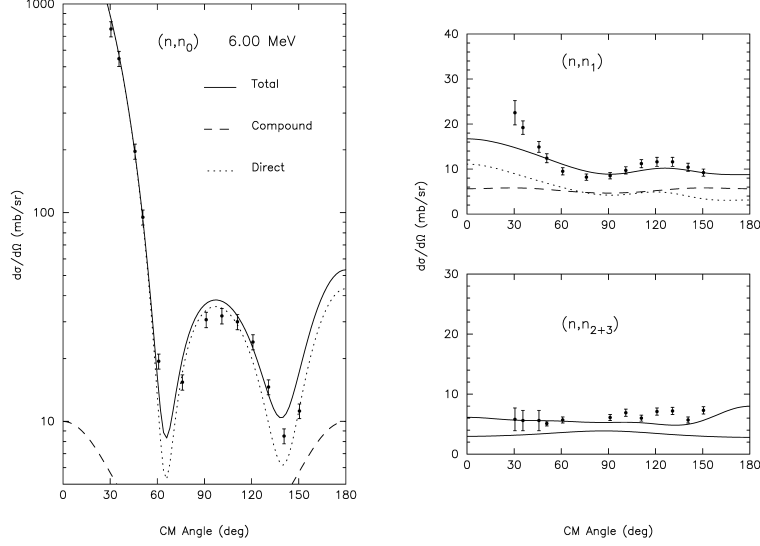 1000
(n,n0) 6.00 MeV
Total
Compound
Direct
100
10
dσ/dΩ (mb/sr)
0 30 60 90 120 150 180
CM Angle (deg)
40
(n,n1)
30
20
10
0
0 30 60 90 120 150 180
dσ/dΩ (mb/sr)
30
(n,n2+3)
20
10
0
0 30 60 90 120 150 180
CM Angle (deg)